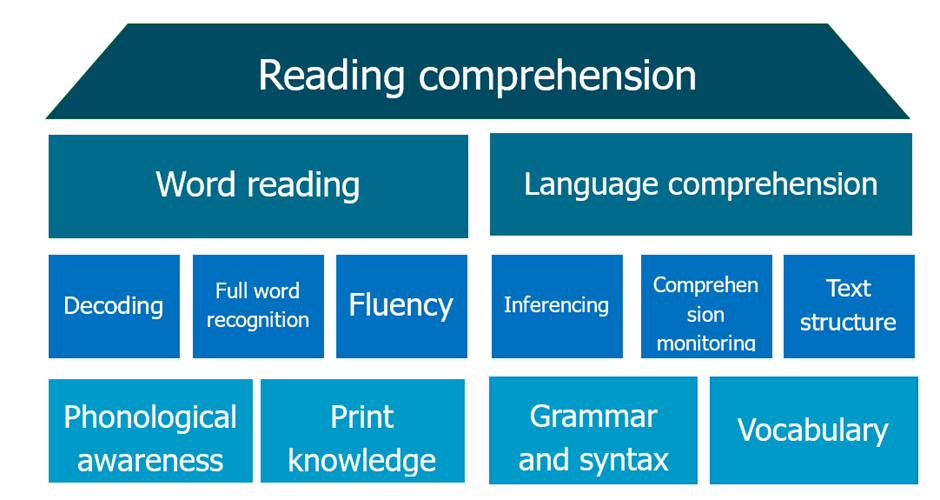 Reading comprehension
Word reading
Language comprehension
Decoding
Full word
recognition
Fluency
Inferencing
Comprehen
sion
monitoring
Text
structure
Phonological
awareness
Print
knowledge
Grammar
and syntax
Vocabulary